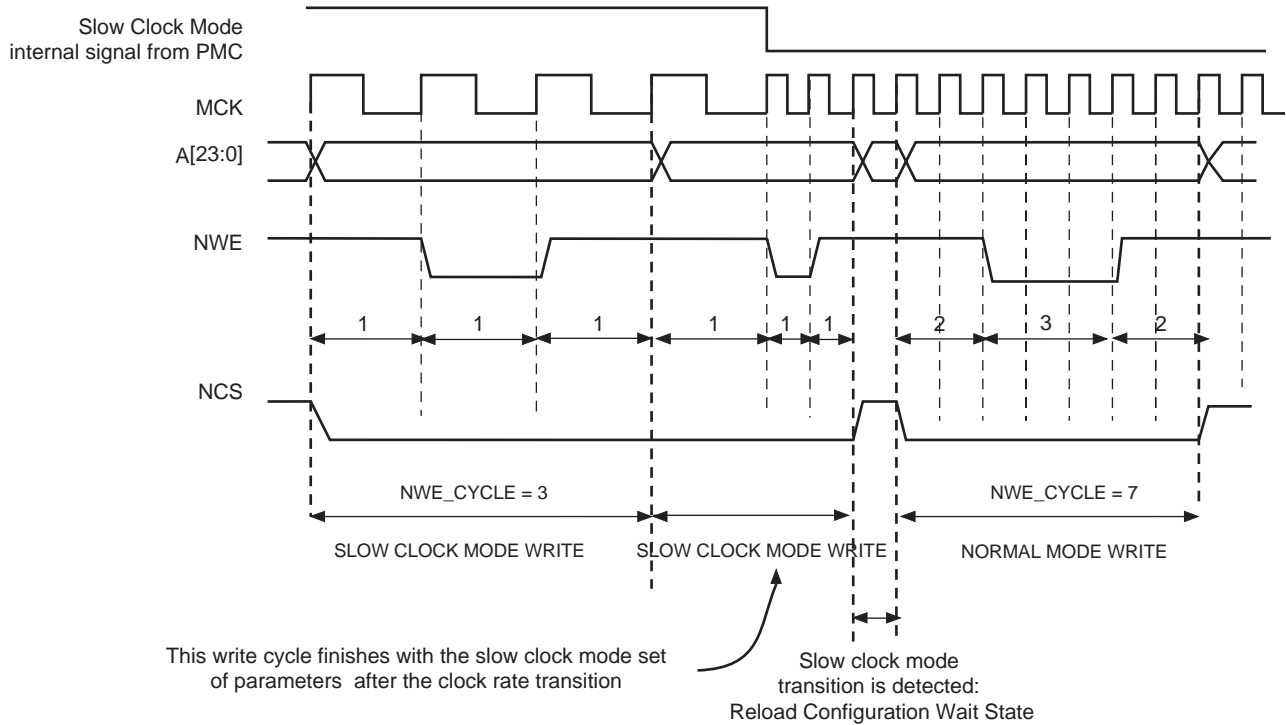 Slow Clock Mode
internal signal from PMC
MCK
A[23:0]
NWE
1 1 1 1 1 1 2 3 2
NCS
NWE_CYCLE = 3 NWE_CYCLE = 7
SLOW CLOCK MODE WRITE SLOW CLOCK MODE WRITE NORMAL MODE WRITE
This write cycle finishes with the slow clock mode set
of parameters after the clock rate transition
Slow clock mode
transition is detected:
Reload Configuration Wait State